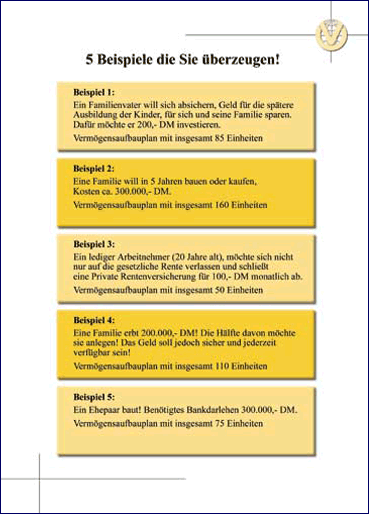 5 Beispiele die Sie überzeugen!
Beispiel 1:
Ein Familienvater will sich absichern, Geld für die spätere
Ausbildung der Kinder, für sich und seine Familie sparen.
Dafür möchte er 200,- DM investieren.
Vermögensaufbauplan mit insgesamt 85 Einheiten
Beispiel 2:
Eine Familie will in 5 Jahren bauen oder kaufen,
Kosten ca. 300.000,- DM.
Vermögensaufbauplan mit insgesamt 160 Einheiten
Beispiel 3:
Ein lediger Arbeitnehmer (20 Jahre alt), möchte sich nicht
nur auf die gesetzliche Rente verlassen und schließt
eine Private Rentenversicherung für 100,- DM monatlich ab.
Vermögensaufbauplan mit insgesamt 50 Einheiten
Beispiel 4:
Eine Familie erbt 200.000,- DM! Die Hälfte davon möchte
sie anlegen! Das Geld soll jedoch sicher und jederzeit
verfügbar sein!
Vermögensaufbauplan mit insgesamt 110 Einheiten
Beispiel 5:
Ein Ehepaar baut! Benötigtes Bankdarlehen 300.000,- DM.
Vermögensaufbauplan mit insgesamt 75 Einheiten